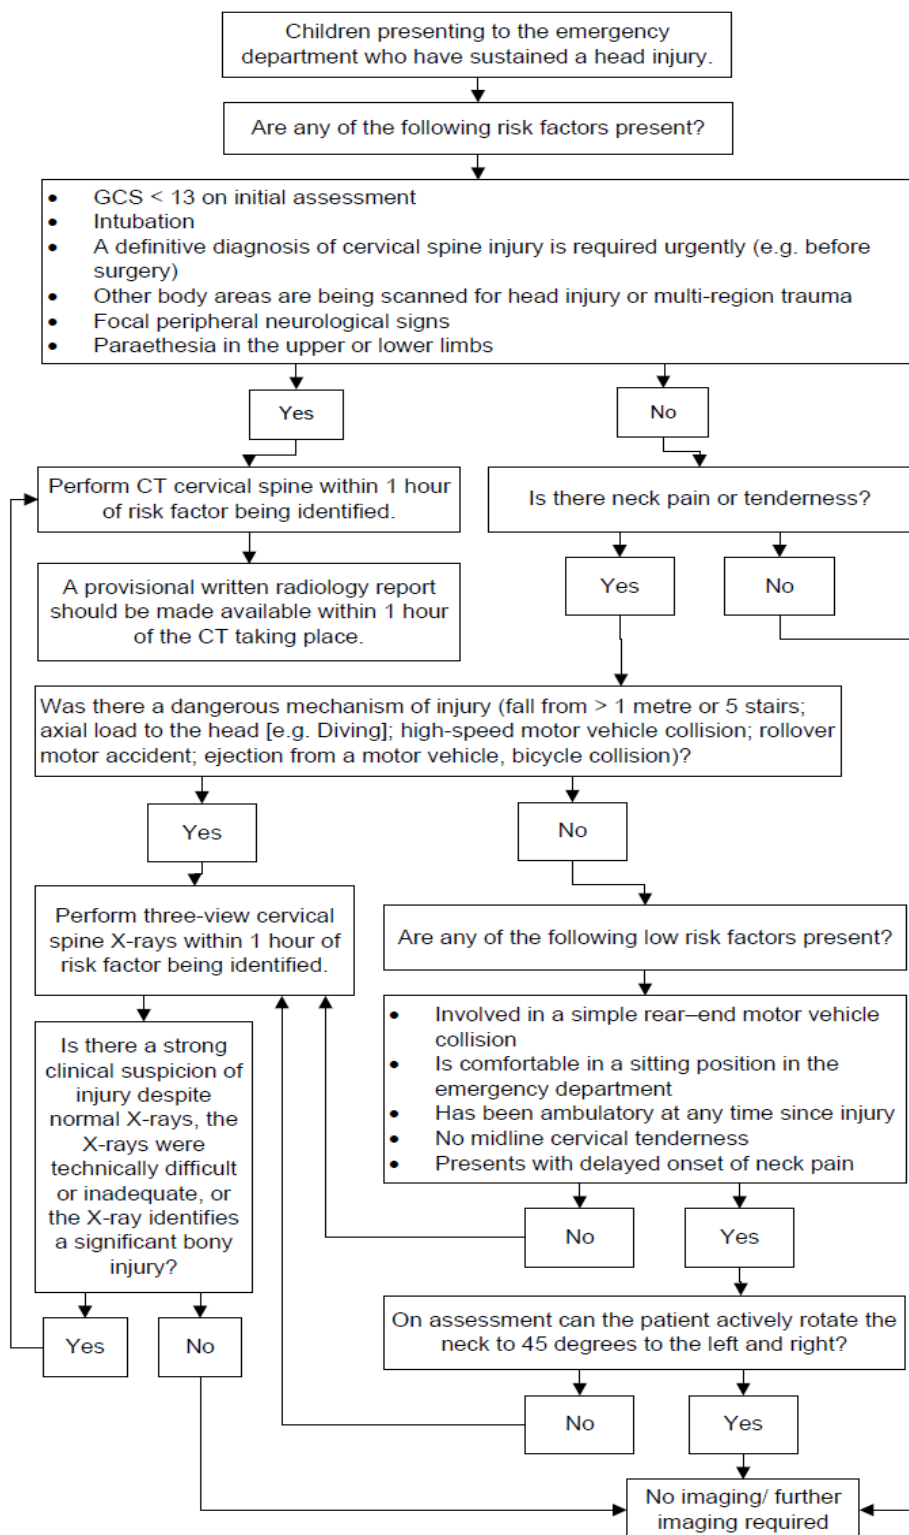 Children presenting to the emergency
department who have sustained a head injury.
Are any of the following risk factors present?
• GCS < 13 on initial assessment
• Intubation
• A definitive diagnosis of cervical spine injury is required urgently (e.g. before
surgery)
• Other body areas are being scanned for head injury or multi-region trauma
• Focal peripheral neurological signs
• Paraethesia in the upper or lower limbs
Yes
No
Perform CT cervical spine within 1 hour
of risk factor being identified.
Is there neck pain or tenderness?
A provisional written radiology report
should be made available within 1 hour
of the CT taking place.
Yes
No
Was there a dangerous mechanism of injury (fall from > 1 metre or 5 stairs;
axial load to the head [e.g. Diving]; high-speed motor vehicle collision; rollover
motor accident; ejection from a motor vehicle, bicycle collision)?
Yes
No
Perform three-view cervical
spine X-rays within 1 hour of
risk factor being identified.
Are any of the following low risk factors present?
• Involved in a simple rear–end motor vehicle
collision
• Is comfortable in a sitting position in the
emergency department
• Has been ambulatory at any time since injury
• No midline cervical tenderness
• Presents with delayed onset of neck pain
Is there a strong
clinical suspicion of
injury despite
normal X-rays, the
X-rays were
technically difficult
or inadequate, or
the X-ray identifies
a significant bony
injury?
No
Yes
On assessment can the patient actively rotate the
neck to 45 degrees to the left and right?
Yes
No
No
Yes
No imaging/ further
imaging required